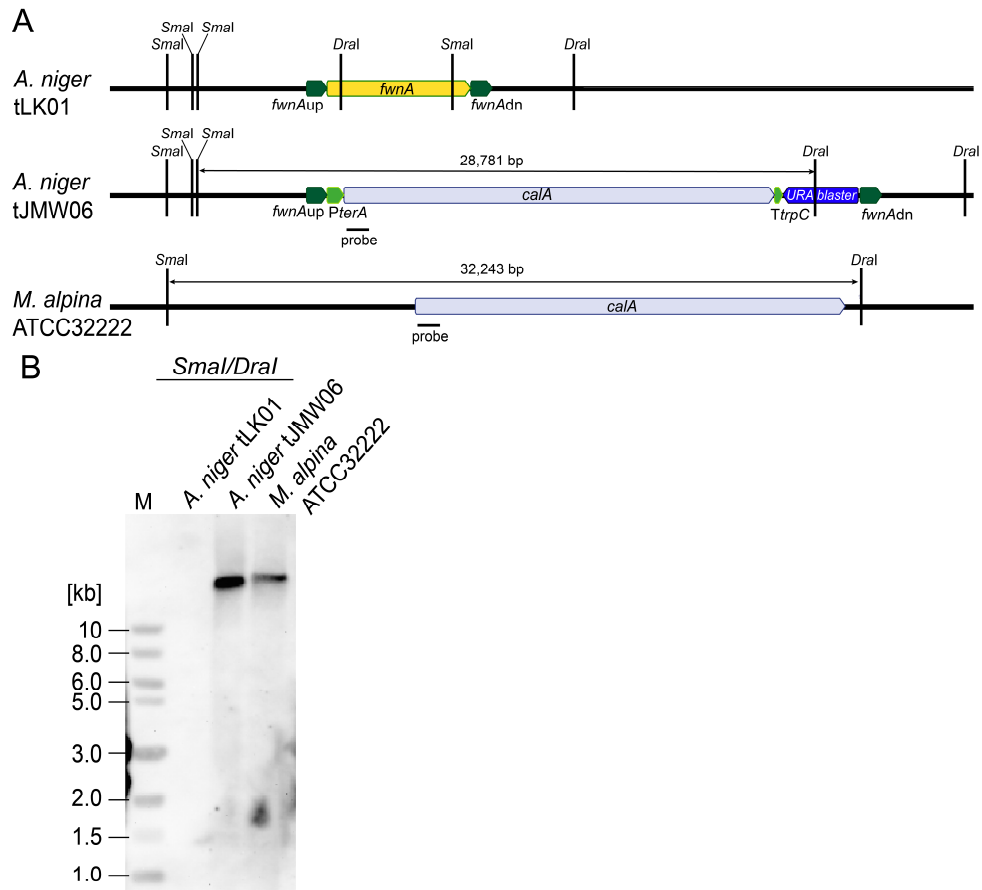 A
SmaI SmaI
SmaI DraI SmaI DraI
A. niger
tLK01
fwnA
fwnAup fwnAdn
SmaI SmaI
SmaI DraI DraI
28,781 bp
A. niger
tJMW06
calA URA blaster
fwnAup PterA TtrpC fwnAdn
probe
SmaI DraI
32,243 bp
M. alpina
ATCC32222
calA
probe
B
SmaI/DraI
M
A. niger tLK01
A. niger tJMW06
M. alpina
ATCC32222
[kb]
10
8.0
6.0
5.0
3.0
2.0
1.5
1.0